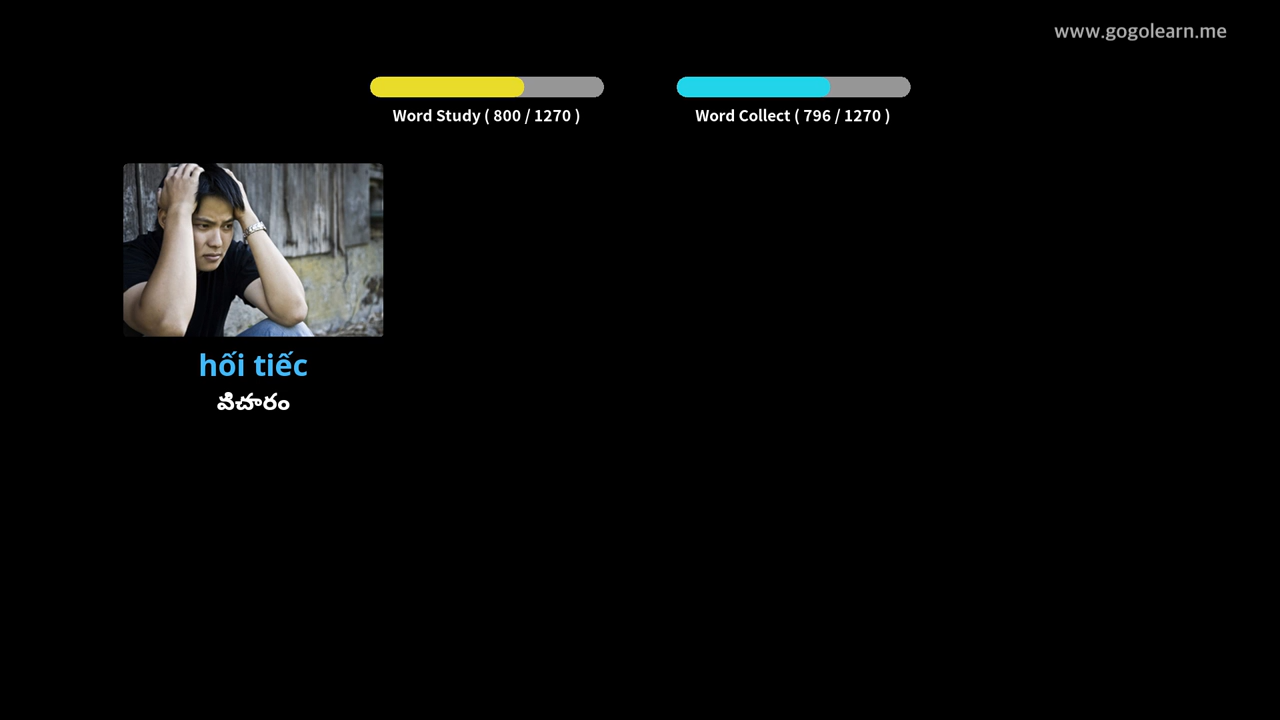 www.gogolearn.me
Word Study ( 800 / 1270 )
Word Collect ( 796 / 1270 )
hối tiếc
విచారం